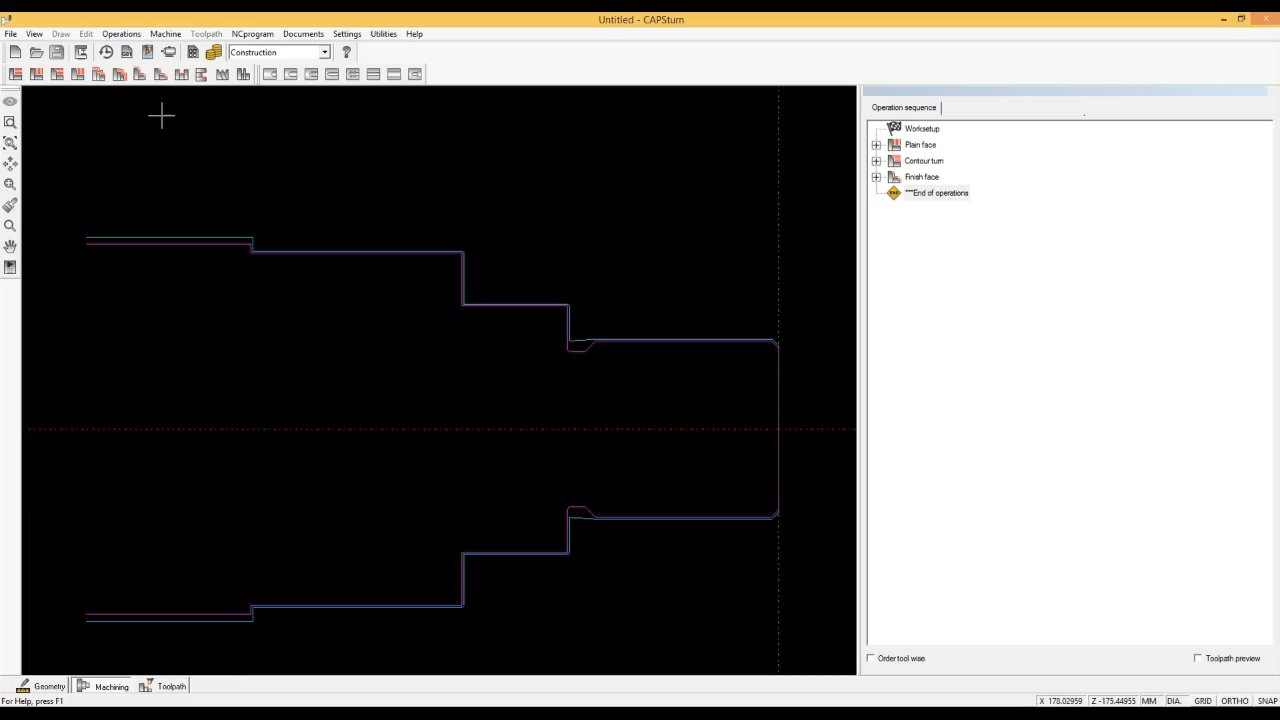 Untitled - CAPSturn
File View Draw Edit Operations Machine Toolpath NCprogram Documents Settings Utilities Help
Construction
Operation sequence
Worksetup
Plain face
Contour turn
Finish face
***End of operations
Order tool wise Toolpath preview
Geometry Machining Toolpath
For Help, press F1 X 178.02959 Z -175.44955 MM DIA. GRID ORTHO SNAP